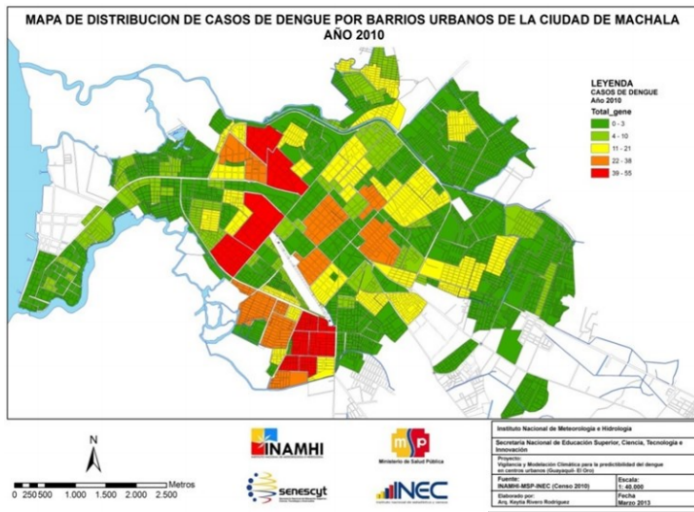 MAPA DE DISTRIBUCION DE CASOS DE DENGUE POR BARRIOS URBANOS DE LA CIUDAD DE MACHALA
AÑO 2010
LEYENDA
CASOS DE DENGUE
Año 2010
Total_gene
0 - 3
4 - 10
11 - 21
22 - 38
39 - 55
N
0 250 500 1.000 1.500 2.000 2.500
Metros
INAMHI
msp
Ministerio de Salud Pública
senescyt
INEC
Instituto Nacional de Meteorología e Hidrología
Secretaría Nacional de Educación Superior, Ciencia, Tecnología e
Innovación
Proyecto:
Vigilancia y Modelación Climática para la predictibilidad del dengue
en centros urbanos (Guayaquil- El Oro)
Fuente:
INAMHI-MSP-INEC (Censo 2010)
Escala:
1: 40.000
Elaborado por:
Arq. Keytia Rivero Rodríguez
Fecha
Marzo 2013